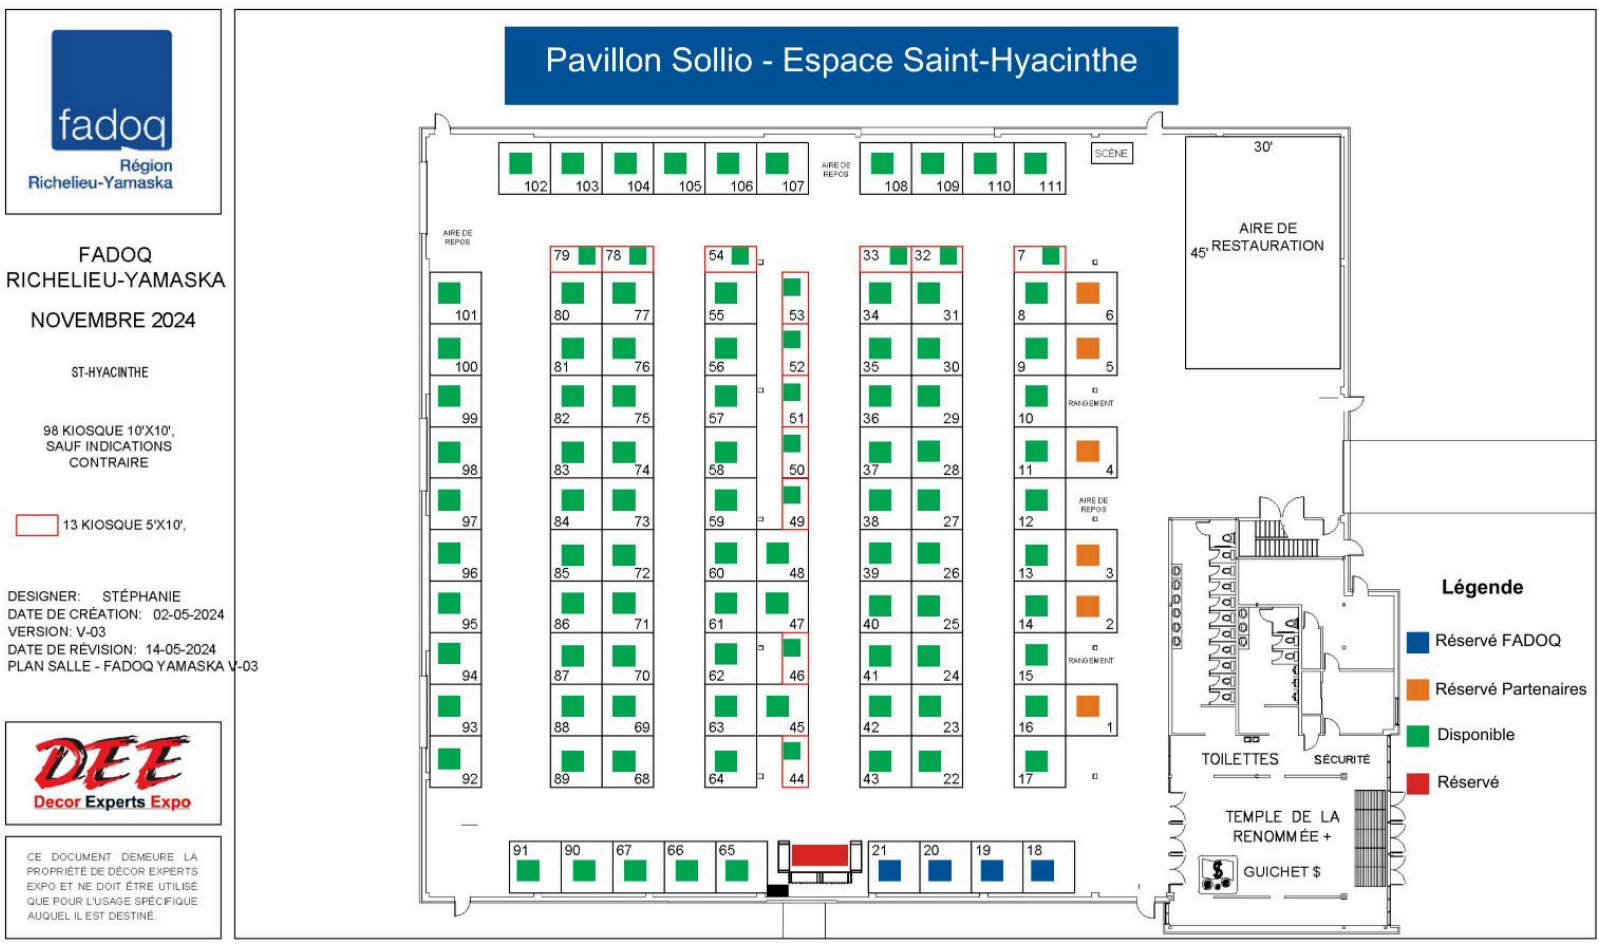 Pavillon Sollio - Espace Saint-Hyacinthe
fadoq
Région
Richelieu-Yamaska
FADOQ
RICHELIEU-YAMASKA
NOVEMBRE 2024
ST-HYACINTHE
98 KIOSQUE 10'X10',
SAUF INDICATIONS
CONTRAIRE
13 KIOSQUE 5'X10',
DESIGNER: STÉPHANIE
DATE DE CRÉATION: 02-05-2024
VERSION: V-03
DATE DE RÉVISION: 14-05-2024
PLAN SALLE - FADOQ YAMASKA V-03
DEE
Decor Experts Expo
CE DOCUMENT DEMEURE LA
PROPRIÉTÉ DE DÉCOR EXPERTS
EXPO ET NE DOIT ÊTRE UTILISÉ
QUE POUR L'USAGE SPÉCIFIQUE
AUQUEL IL EST DESTINÉ.
102 103 104 105 106 107
AIRE DE
REPOS
108 109 110 111
SCÈNE
30'
45'
AIRE DE
RESTAURATION
AIRE DE
REPOS
79 78 54 33 32 7
101 80 77 55 53 34 31 8 6
100 81 76 56 52 35 30 9 5
99 82 75 57 51 36 29 10 RANGEMENT
98 83 74 58 50 37 28 11 4
AIRE DE
REPOS
97 84 73 59 49 38 27 12
96 85 72 60 48 39 26 13 3
95 86 71 61 47 40 25 14 2
94 87 70 62 46 41 24 15 RANGEMENT
93 88 69 63 45 42 23 16 1
92 89 68 64 44 43 22 17
91 90 67 66 65 21 20 19 18
TOILETTES
SÉCURITÉ
TEMPLE DE LA
RENOMMÉE +
$
GUICHET $
Légende
Réservé FADOQ
Réservé Partenaires
Disponible
Réservé